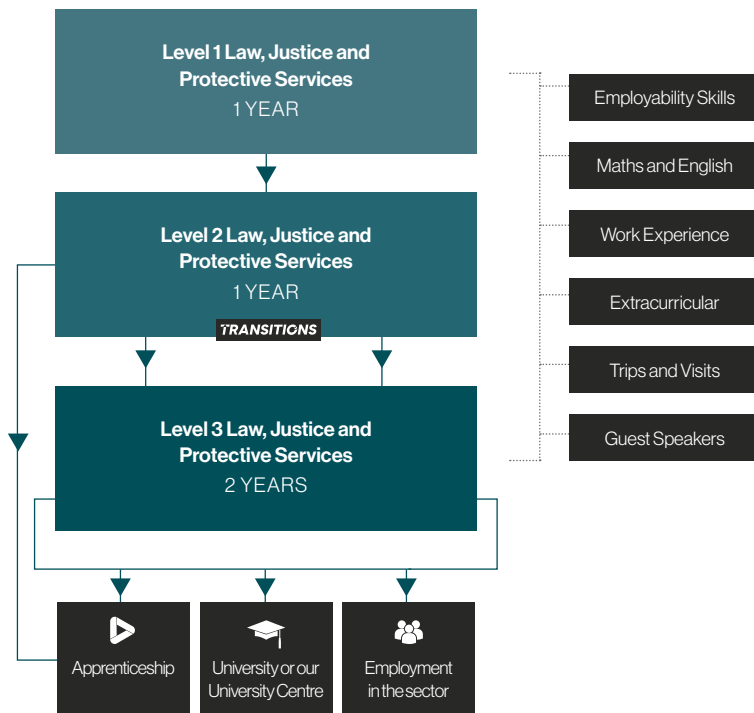 Level 1 Law, Justice and
Protective Services
1 YEAR
Level 2 Law, Justice and
Protective Services
1 YEAR
TRANSITIONS
Level 3 Law, Justice and
Protective Services
2 YEARS
Apprenticeship
University or our
University Centre
Employment
in the sector
Employability Skills
Maths and English
Work Experience
Extracurricular
Trips and Visits
Guest Speakers